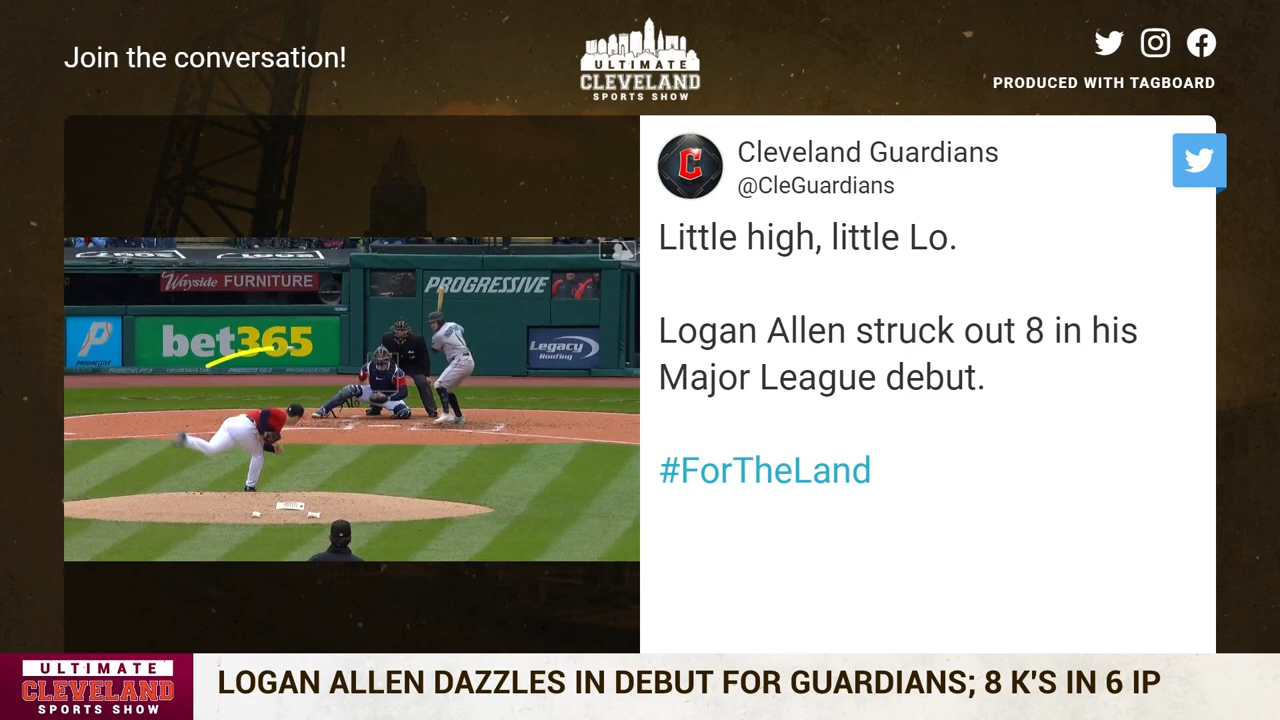 Join the conversation!
ULTIMATE
CLEVELAND
SPORTS SHOW
PRODUCED WITH TAGBOARD
Cleveland Guardians
@CleGuardians
Little high, little Lo.
Logan Allen struck out 8 in his
Major League debut.
#ForTheLand
Wayside FURNITURE
PROGRESSIVE
PROGRESSIVE
bet365
Legacy
Roofing
ULTIMATE
CLEVELAND
SPORTS SHOW
LOGAN ALLEN DAZZLES IN DEBUT FOR GUARDIANS; 8 K'S IN 6 IP